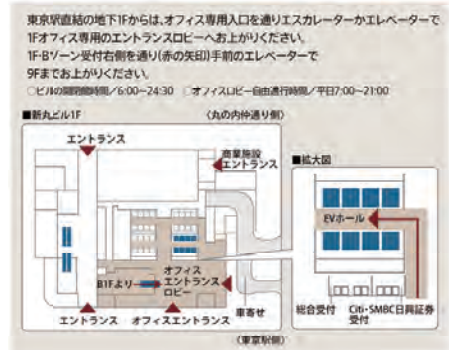 東京駅直結の地下1Fからは、オフィス専用入口を通りエスカレーターかエレベーターで
1Fオフィス専用のエントランスロビーへお上がりください。
1F・Bゾーン受付右側を通り(赤の矢印)手前のエレベーターで
9Fまでお上がりください。
○ビルの開閉館時間／6:00～24:30 ○オフィスロビー自由通行時間／平日7:00～21:00
■新丸ビル1F 〈丸の内仲通り側〉
エントランス
商業施設
エントランス
B1Fより
オフィス
エントランス
ロビー
エントランス オフィスエントランス
車寄せ
〈東京駅側〉
■拡大図
EVホール
総合受付 Citi・SMBC日興証券
受付